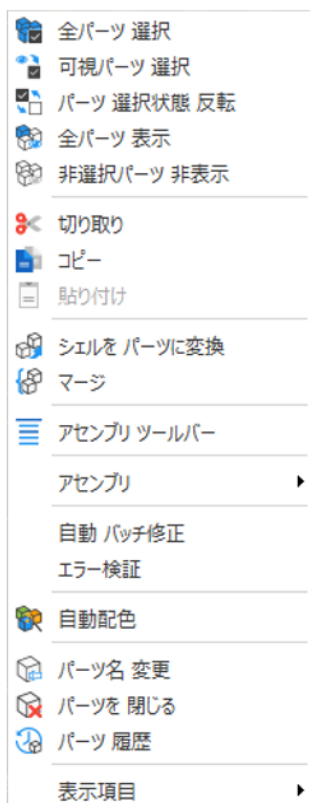 全パーツ 選択
可視パーツ 選択
パーツ 選択状態 反転
全パーツ 表示
非選択パーツ 非表示
切り取り
コピー
貼り付け
シェルを パーツに変換
マージ
アセンブリ ツールバー
アセンブリ
自動 バッチ修正
エラー検証
自動配色
パーツ名 変更
パーツを 閉じる
パーツ 履歴
表示項目